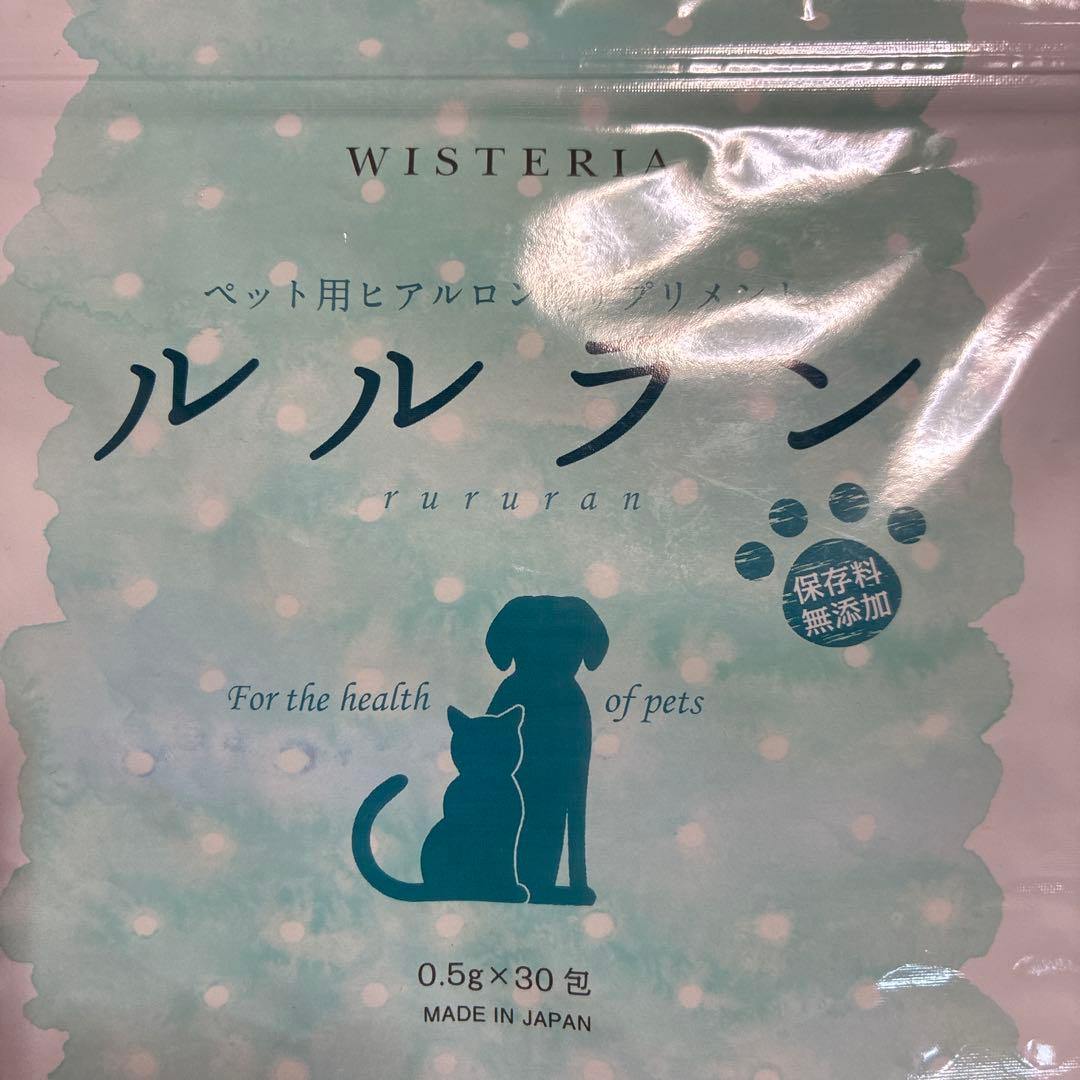 WISTERIA
ペット用ヒアルロン プリメント
ルルラン
rururan
保存料
無添加
For the health of pets
0.5g×30包
MADE IN JAPAN